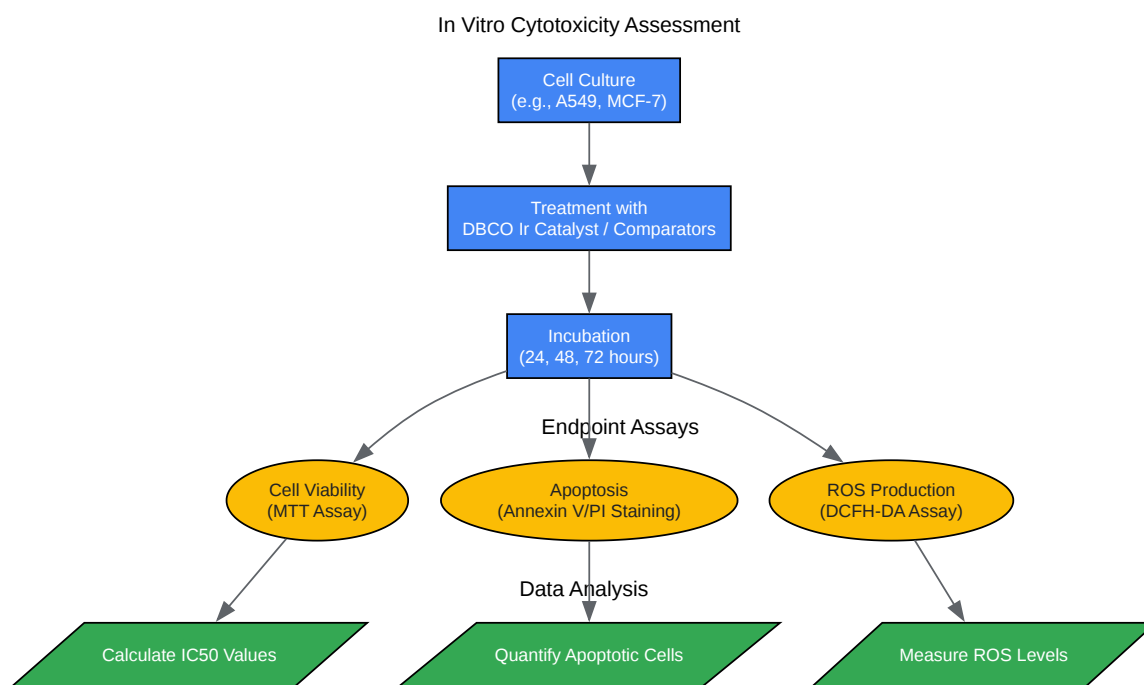 In Vitro Cytotoxicity Assessment
Cell Culture
(e.g., A549, MCF-7)
Treatment with
DBCO Ir Catalyst / Comparators
Incubation
(24, 48, 72 hours)
Endpoint Assays
Cell Viability
(MTT Assay)
Apoptosis
(Annexin V/PI Staining)
ROS Production
(DCFH-DA Assay)
Data Analysis
Calculate IC50 Values
Quantify Apoptotic Cells
Measure ROS Levels